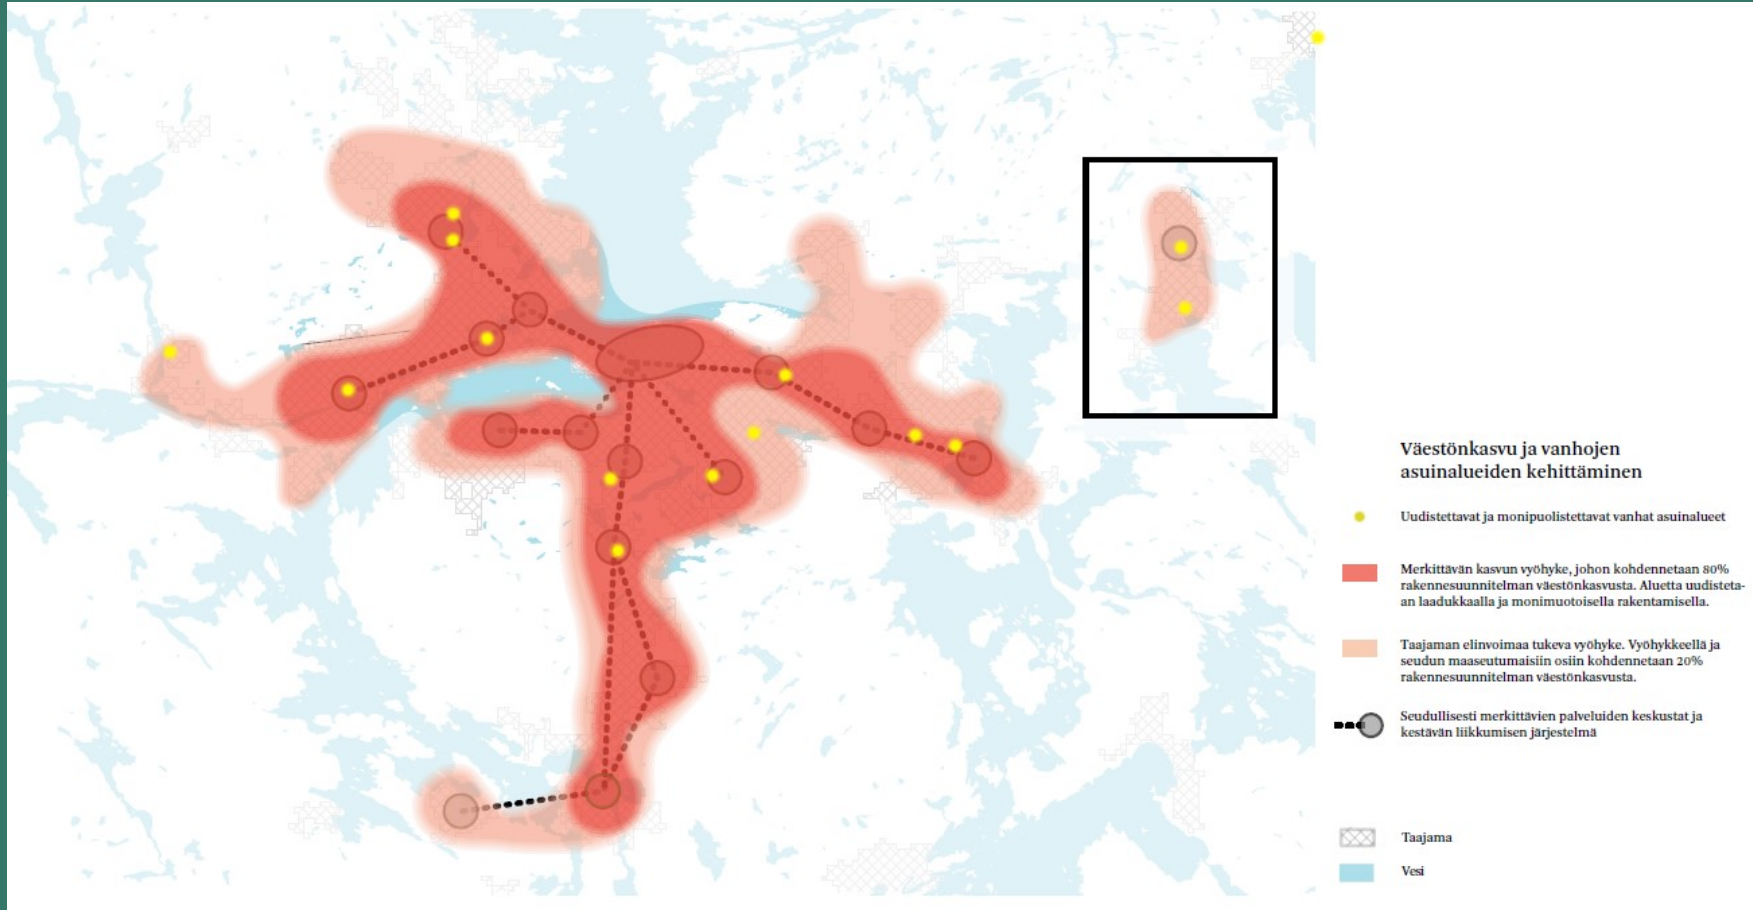 Väestönkasvu ja vanhojen
asuinalueiden kehittäminen
Uudistettavat ja monipuolistettavat vanhat asuinalueet
Merkittävän kasvun vyöhyke, johon kohdennetaan 80%
rakennesuunnitelman väestönkasvusta. Aluetta uudisteta-
an laadukkaalla ja monimuotoisella rakentamisella.
Taajaman elinvoimaa tukeva vyöhyke. Vyöhykkeellä ja
seudun maaseutumaisiin osiin kohdennetaan 20%
rakennesuunnitelman väestönkasvusta.
Seudullisesti merkittävien palveluiden keskustat ja
kestävän liikkumisen järjestelmä
Taajama
Vesi